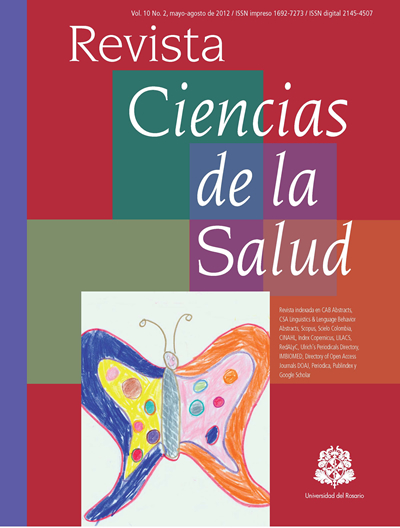 Vol. 10 No. 2, mayo-agosto de 2012 / ISSN impreso 1692-7273 / ISSN digital 2145-4507
Revista
Ciencias
de la
Salud
Revista indexada en CAB Abstracts,
CSA Linguistics & Language Behavior
Abstracts, Scopus, Scielo Colombia,
CINAHL, Index Copernicus, LILACS,
RedALyC, Ulrich's Periodicals Directory,
IMBIOMED, Directory of Open Access
Journals DOAJ, Periodica, Publindex y
Google Scholar
Universidad del Rosario